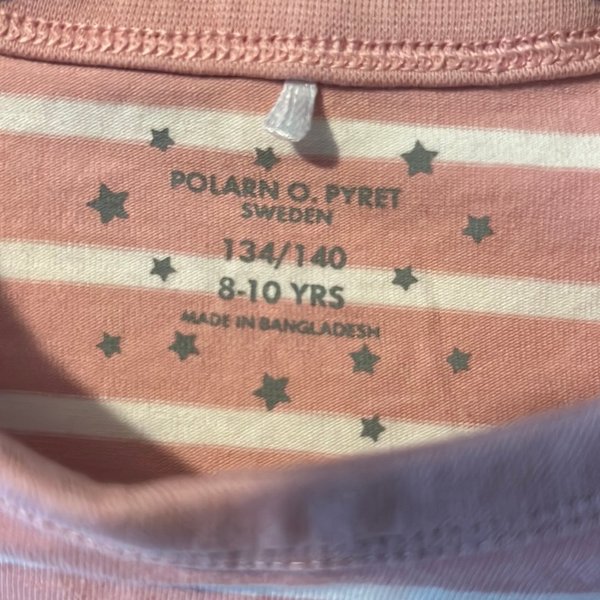 POLARN O. PYRET
SWEDEN
134/140
8-10 YRS
MADE IN BANGLADESH